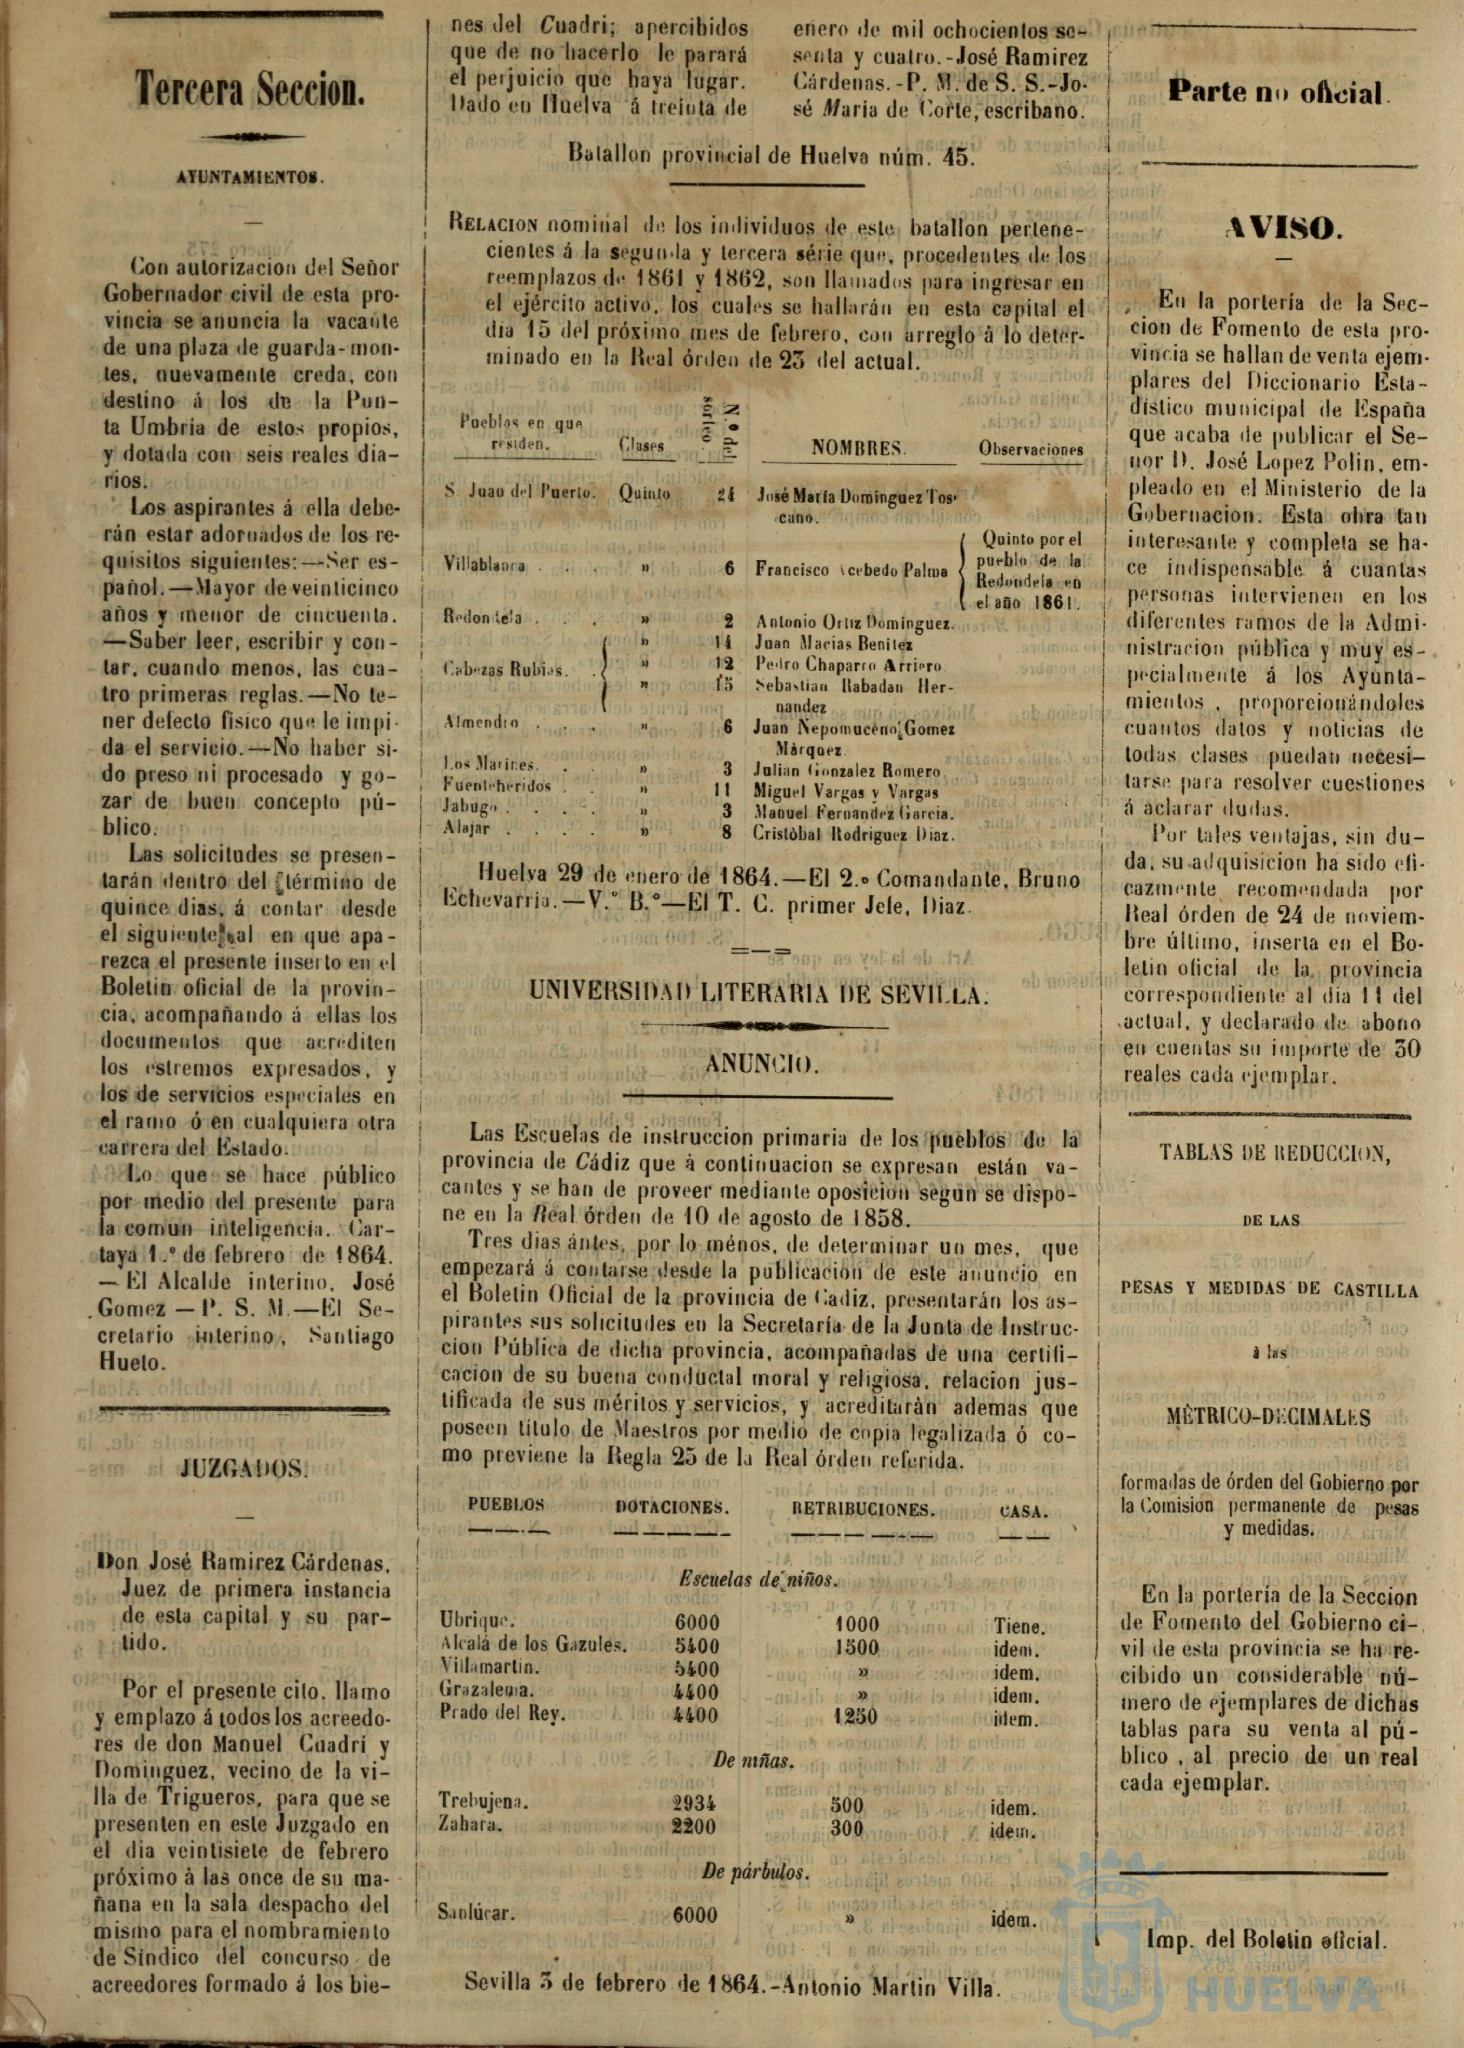 Tercera Seccion.
AYUNTAMIENTOS.
Con autorizacion del Señor
Gobernador civil de esta pro-
vincia se anuncia la vacante
de una plaza de guarda-mon-
tes, nuevamente creda, con
destino á los de la Pun-
ta Umbria de estos propios,
y dotada con seis reales dia-
rios.
Los aspirantes á ella debe-
rán estar adornados de los re-
quisitos siguientes:—Ser es-
pañol.—Mayor de veinticinco
años y menor de cincuenta.
—Saber leer, escribir y con-
tar, cuando menos, las cua-
tro primeras reglas.—No te-
ner defecto fisico que le impi-
da el servicio.—No haber si-
do preso ni procesado y go-
zar de buen concepto pú-
blico.
Las solicitudes se presen-
tarán dentro del término de
quince dias, á contar desde
el siguiente al en que apa-
rezca el presente inserto en el
Boletin oficial de la provin-
cia, acompañando á ellas los
documentos que acrediten
los estremos expresados, y
los de servicios especiales en
el ramo ó en cualquiera otra
carrera del Estado.
Lo que se hace público
por medio del presente para
la comun inteligencia. Car-
taya 1.º de febrero de 1864.
—El Alcalde interino, José
Gomez—P. S. M.—El Se-
cretario interino, Santiago
Hueto.
JUZGADOS.
Don José Ramirez Cárdenas,
Juez de primera instancia
de esta capital y su par-
tido.
Por el presente cito, llamo
y emplazo á todos los acreedo-
res de don Manuel Cuadri y
Dominguez, vecino de la vi-
lla de Trigueros, para que se
presenten en este Juzgado en
el dia veintisiete de febrero
próximo á las once de su ma-
ñana en la sala despacho del
mismo para el nombramiento
de Síndico del concurso de
acreedores formado á los bie-
nes del Cuadri; apercibidos
que de no hacerlo le parará
el perjuicio que haya lugar.
Dado en Huelva á treinta de
enero de mil ochocientos se-
senta y cuatro.-José Ramirez
Cárdenas.-P. M. de S. S.-Jo-
sé Maria de Corte, escribano.
Batallon provincial de Huelva núm. 45.
RELACION nominal de los individuos de este batallon pertene-
cientes á la segunda y tercera série que, procedentes de los
reemplazos de 1861 y 1862, son llamados para ingresar en
el ejército activo, los cuales se hallarán en esta capital el
dia 15 del próximo mes de febrero, con arreglo á lo deter-
minado en la Real órden de 23 del actual.
Pueblos en que residen. Clases N.º del sorteo NOMBRES. Observaciones
S. Juan del Puerto. Quinto 24 José María Dominguez Tos-
cano.
Villablanca . . . » 6 Francisco Acebedo Palma Quinto por el
pueblo de la
Redondela en
el año 1861.
Redondela . . . » 2 Antonio Ortiz Dominguez.
» 14 Juan Macias Benitez
Cabezas Rubias. . » 12 Pedro Chaparro Arriero.
» 15 Sebastian Rabadan Her-
nandez
Almendro . . . » 6 Juan Nepomuceno Gomez
Márquez
Los Marines. . . » 3 Julian Gonzalez Romero.
Fuenteheridos . . » 11 Miguel Vargas y Vargas
Jabugo . . . . » 3 Manuel Fernandez Garcia.
Alajar . . . . » 8 Cristóbal Rodriguez Diaz.
Huelva 29 de enero de 1864.—El 2.º Comandante, Bruno
Echevarria.—V.º B.º—El T. C. primer Jefe, Diaz.
UNIVERSIDAD LITERARIA DE SEVILLA.
ANUNCIO.
Las Escuelas de instruccion primaria de los pueblos de la
provincia de Cádiz que á continuacion se expresan están va-
cantes y se han de proveer mediante oposicion segun se dispo-
ne en la Real órden de 10 de agosto de 1858.
Tres dias ántes, por lo ménos, de determinar un mes, que
empezará á contarse desde la publicacion de este anuncio en
el Boletin Oficial de la provincia de Cadiz, presentarán los as-
pirantes sus solicitudes en la Secretaría de la Junta de Instruc-
cion Pública de dicha provincia, acompañadas de una certifi-
cacion de su buena conductal moral y religiosa, relacion jus-
tificada de sus méritos y servicios, y acreditarán ademas que
poseen título de Maestros por medio de copia legalizada ó co-
mo previene la Regla 25 de la Real órden referida.
PUEBLOS DOTACIONES. RETRIBUCIONES. CASA.
Escuelas de niños.
Ubrique. 6000 1000 Tiene.
Alcalá de los Gazules. 5400 1500 idem.
Villamartin. 5400 » idem.
Grazalema. 4400 » idem.
Prado del Rey. 4400 1250 idem.
De niñas.
Trebujena. 2934 500 idem.
Zahara. 2200 300 idem.
De párbulos.
Sanlúcar. 6000 » idem.
Sevilla 3 de febrero de 1864.-Antonio Martin Villa.
Parte no oficial.
AVISO.
En la portería de la Sec-
cion de Fomento de esta pro-
vincia se hallan de venta ejem-
plares del Diccionario Esta-
dístico municipal de España
que acaba de publicar el Se-
ñor D. José Lopez Polin, em-
pleado en el Ministerio de la
Gobernacion. Esta obra tan
interesante y completa se ha-
ce indispensable á cuantas
personas intervienen en los
diferentes ramos de la Admi-
nistracion pública y muy es-
pecialmente á los Ayunta-
mientos, proporcionándoles
cuantos datos y noticias de
todas clases puedan necesi-
tarse para resolver cuestiones
á aclarar dudas.
Por tales ventajas, sin du-
da, su adquisicion ha sido efi-
cazmente recomendada por
Real órden de 24 de noviem-
bre último, inserta en el Bo-
letin oficial de la provincia
correspondiente al dia 11 del
actual, y declarado de abono
en cuentas su importe de 30
reales cada ejemplar.
TABLAS DE REDUCCION,
DE LAS
PESAS Y MEDIDAS DE CASTILLA
á las
MÉTRICO-DECIMALES
formadas de órden del Gobierno por
la Comision permanente de pesas
y medidas.
En la portería de la Seccion
de Fomento del Gobierno ci-
vil de esta provincia se ha re-
cibido un considerable nú-
mero de ejemplares de dichas
tablas para su venta al pú-
blico, al precio de un real
cada ejemplar.
Imp. del Boletin oficial.
HUELVA